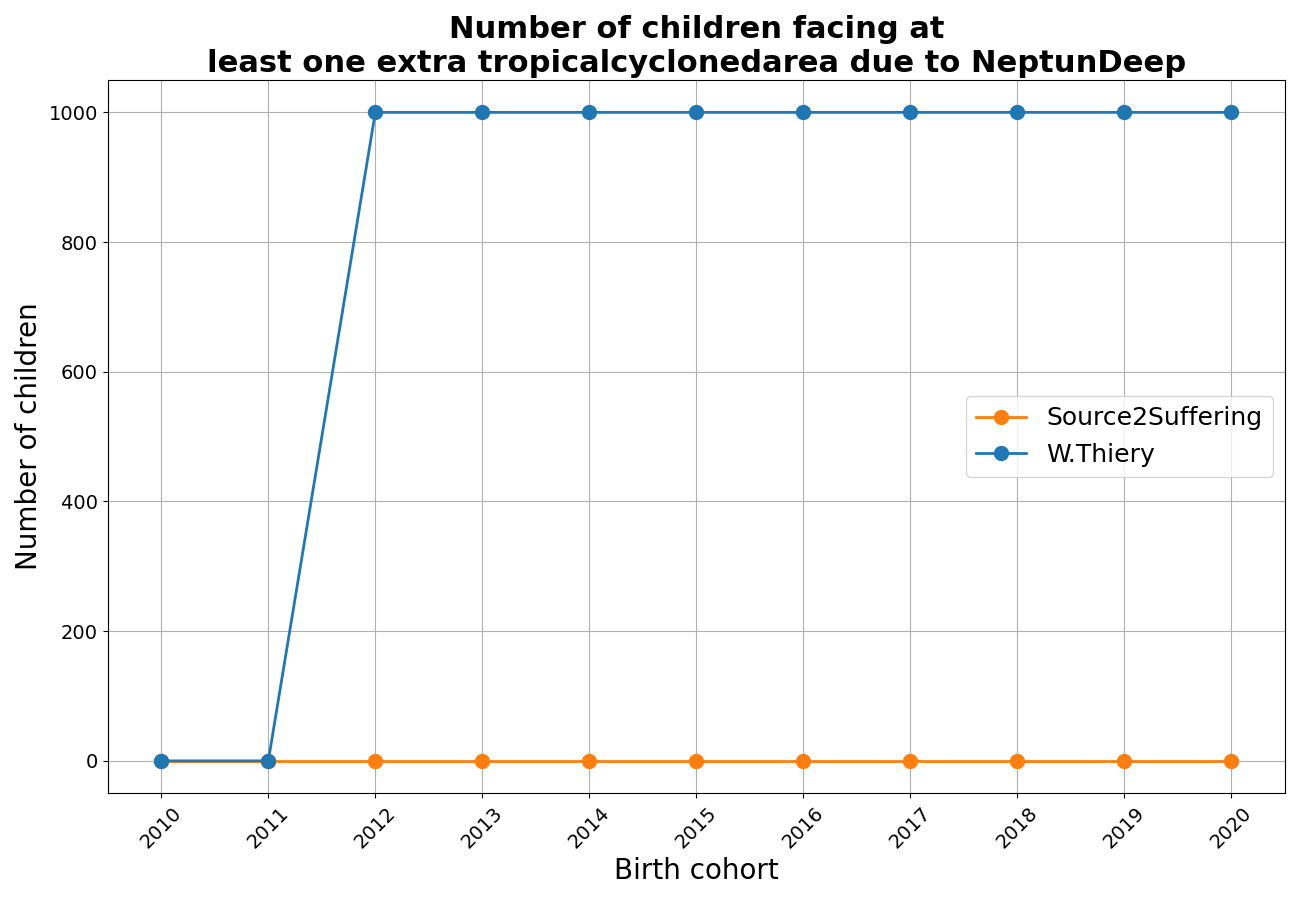 Number of children facing at
least one extra tropicalcyclonedarea due to NeptunDeep
Number of children
1000
800
600
400
200
0
Source2Suffering
W.Thiery
2010
2011
2012
2013
2014
2015
2016
2017
2018
2019
2020
Birth cohort